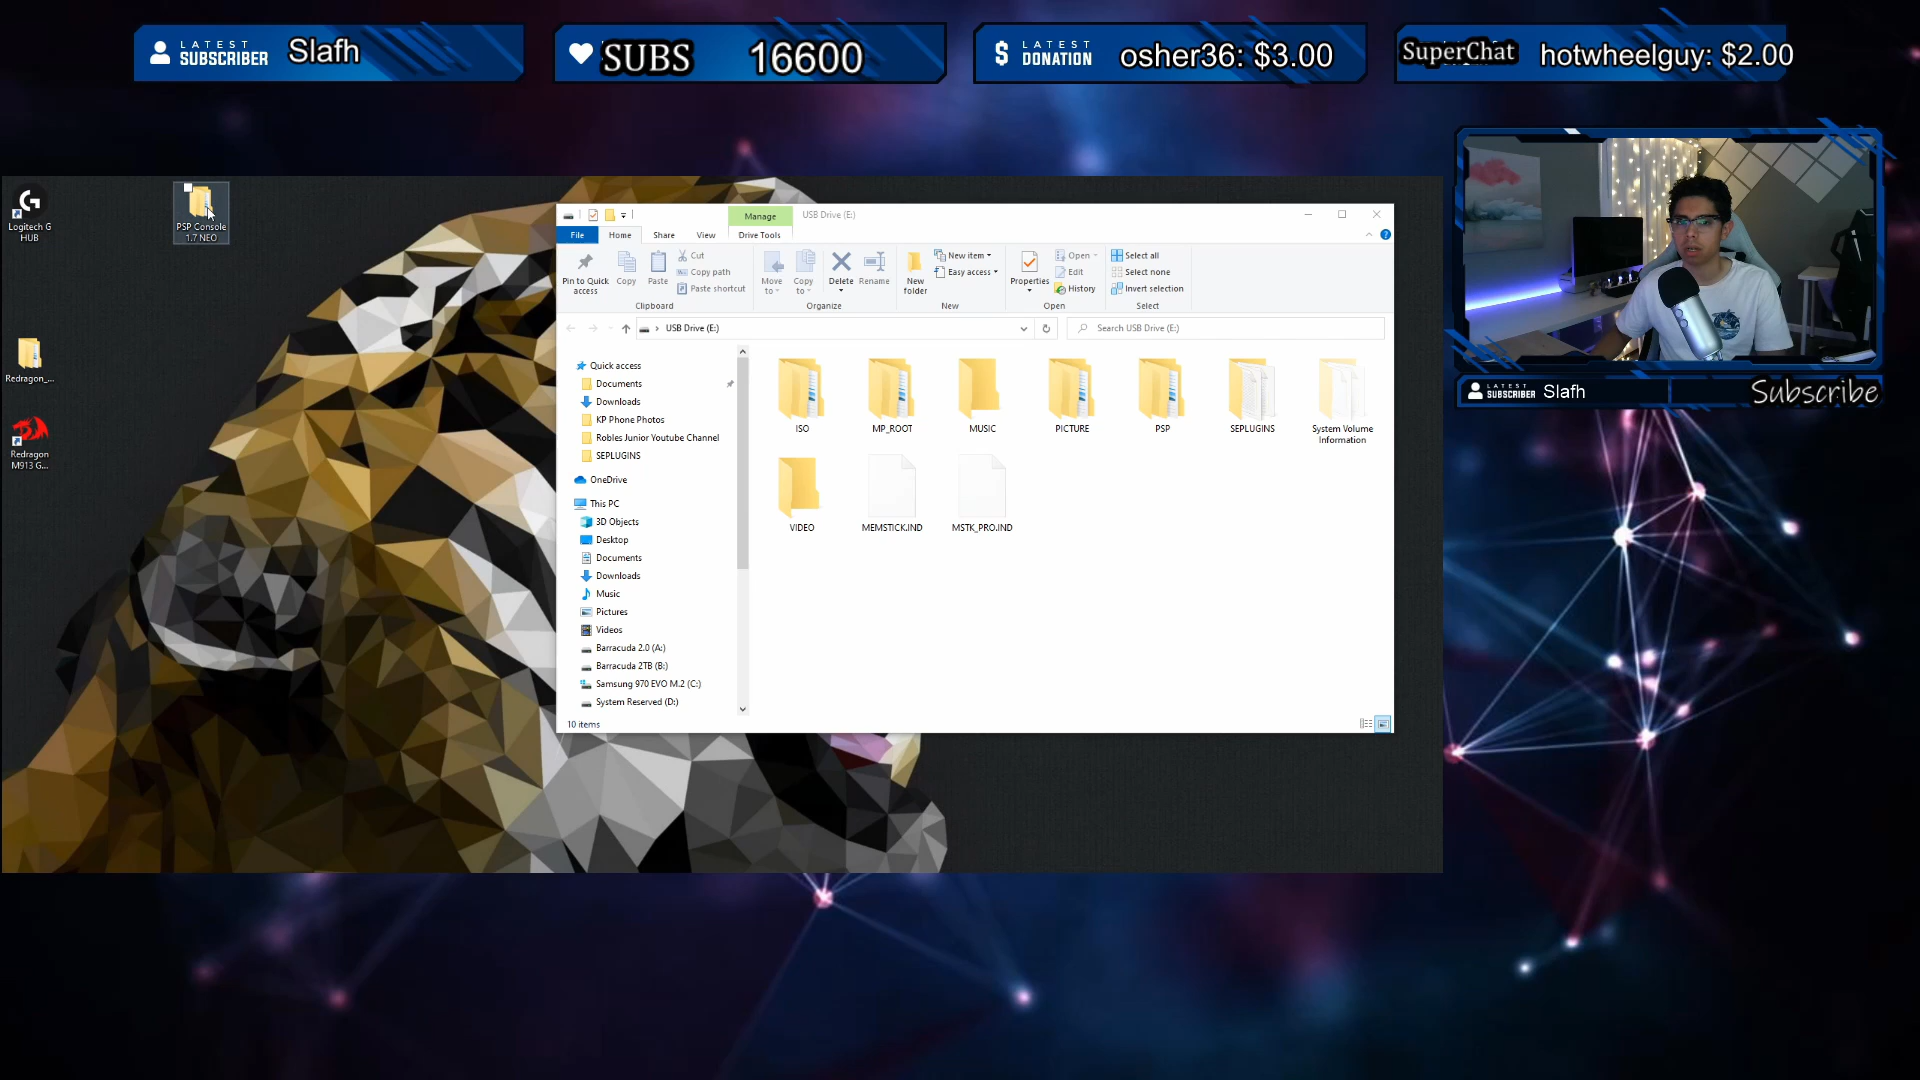 LATEST
SUBSCRIBER
Slafh
SUBS 16600
LATEST
DONATION
osher36: $3.00
SuperChat
hotwheelguy: $2.00
Logitech G
HUB
PSP Console
1.7 NEO
Redragon_...
Redragon
M913 G...
Manage
USB Drive (E:)
File
Home
Share
View
Drive Tools
Pin to Quick
access
Copy
Paste
Cut
Copy path
Paste shortcut
Clipboard
Move
to
Copy
to
Delete
Rename
Organize
New
folder
New item
Easy access
New
Properties
Open
Edit
History
Open
Select all
Select none
Invert selection
Select
USB Drive (E:)
Search USB Drive (E:)
Quick access
Documents
Downloads
KP Phone Photos
Robles Junior Youtube Channel
SEPLUGINS
OneDrive
This PC
3D Objects
Desktop
Documents
Downloads
Music
Pictures
Videos
Barracuda 2.0 (A:)
Barracuda 2TB (B:)
Samsung 970 EVO M.2 (C:)
System Reserved (D:)
ISO
MP_ROOT
MUSIC
PICTURE
PSP
SEPLUGINS
System Volume
Information
VIDEO
MEMSTICK.IND
MSTK_PRO.IND
10 items
LATEST
SUBSCRIBER
Slafh
Subscribe